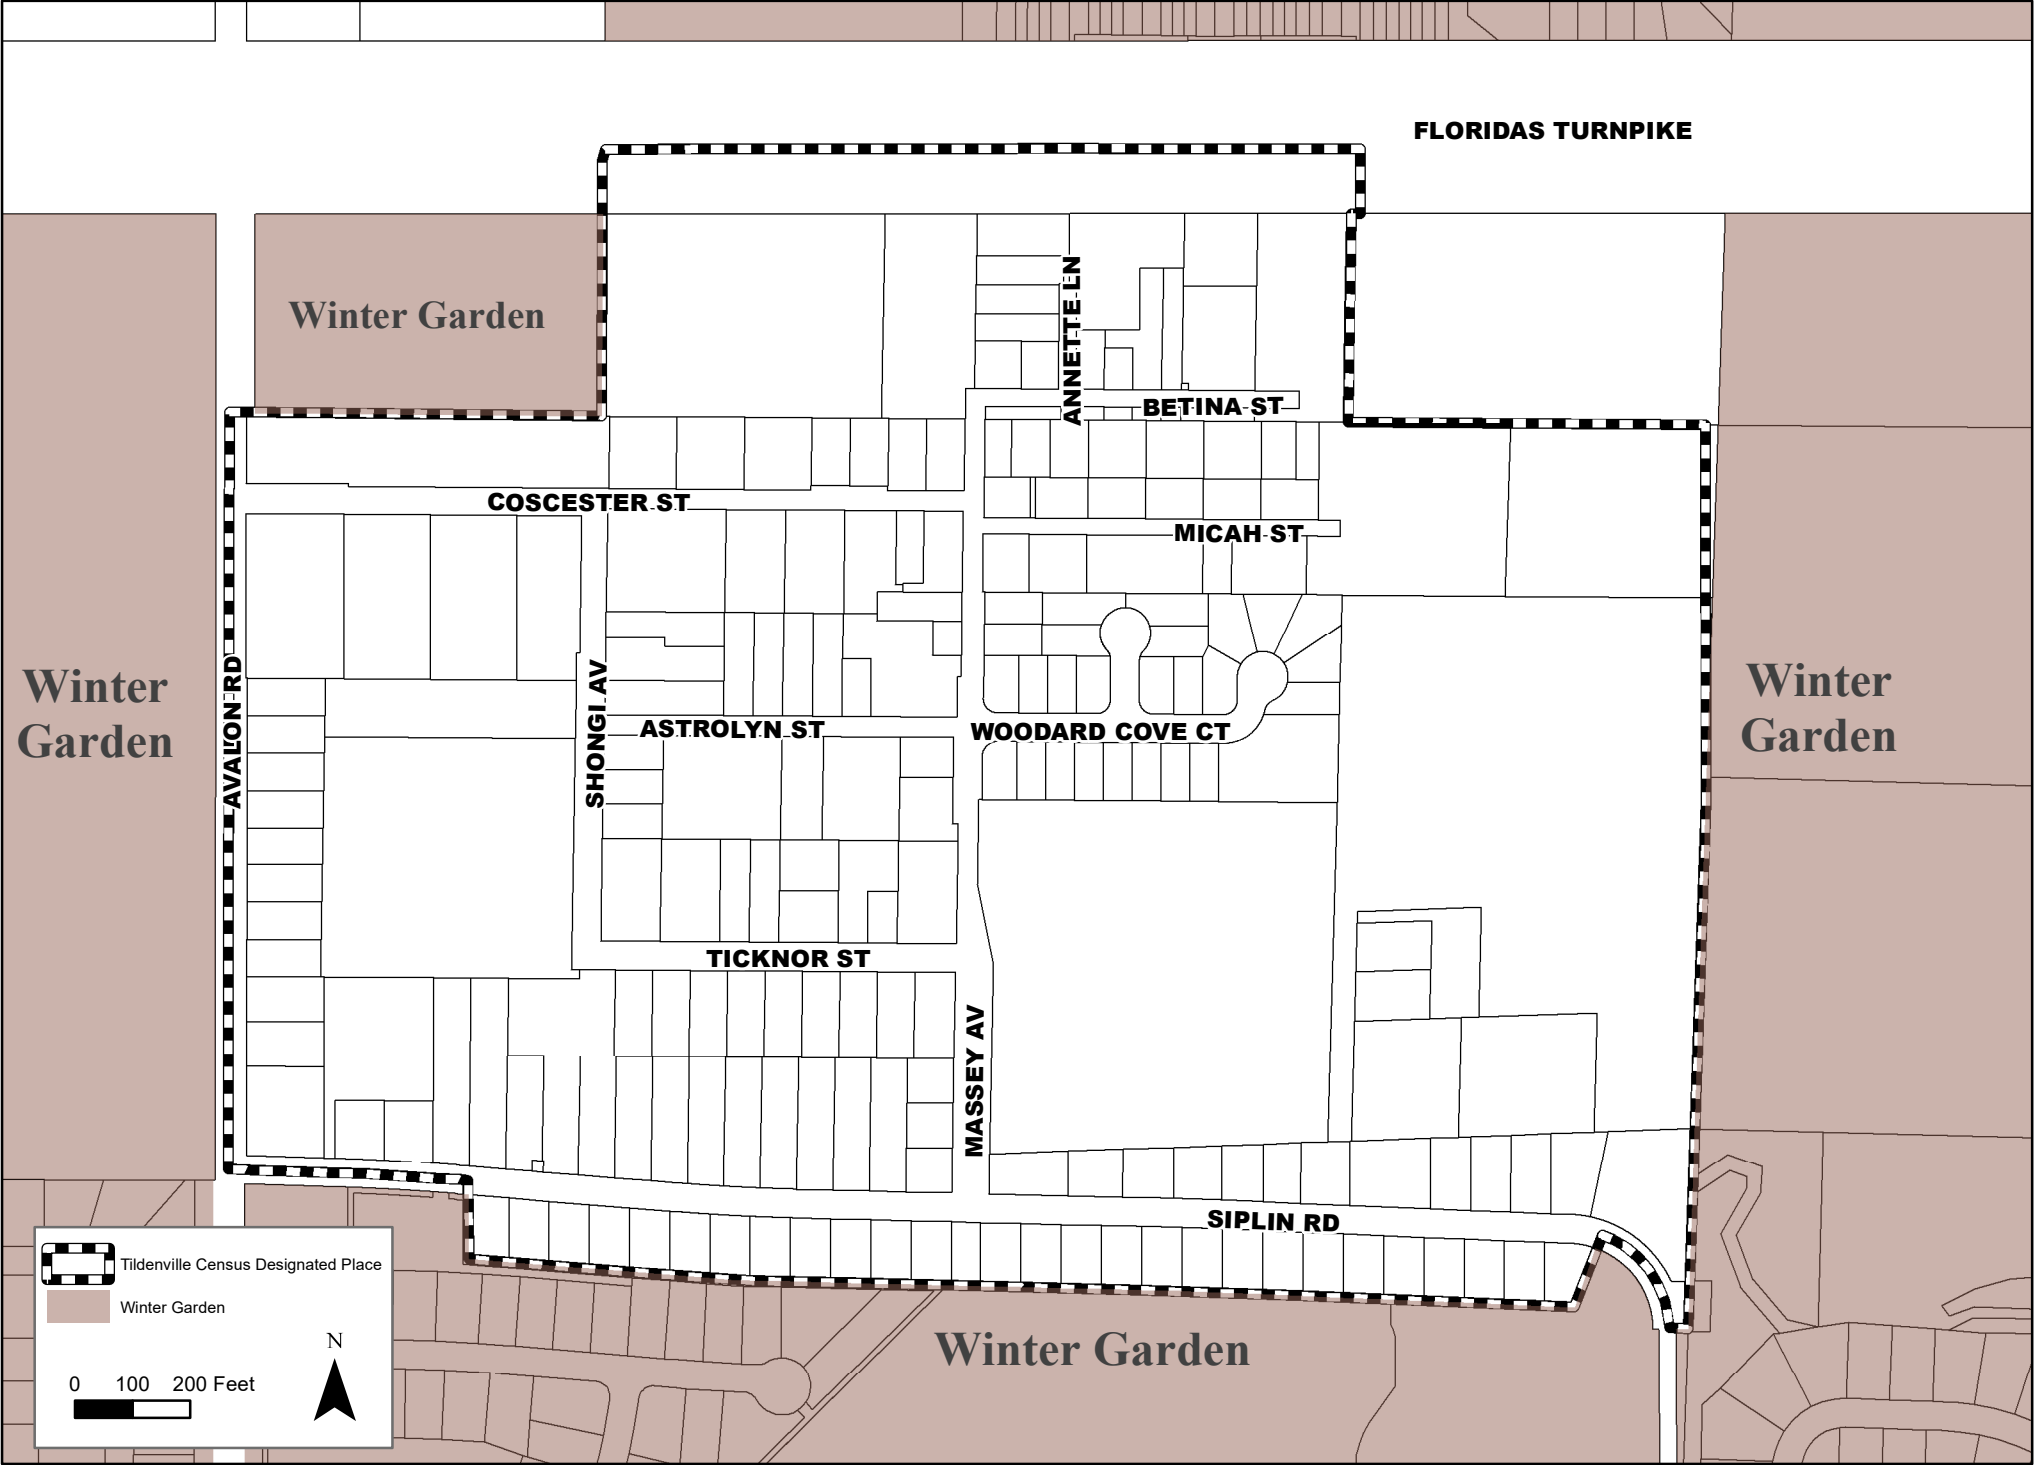 FLORIDAS TURNPIKE
Winter Garden
ANNETTE LN
BETINA ST
COSCESTER ST
MICAH ST
Winter
Garden
AVALON RD
SHONGI AV
ASTROLYN ST
WOODARD COVE CT
Winter
Garden
TICKNOR ST
MASSEY AV
SIPLIN RD
Winter Garden
Tildenville Census Designated Place
Winter Garden
N
0 100 200 Feet